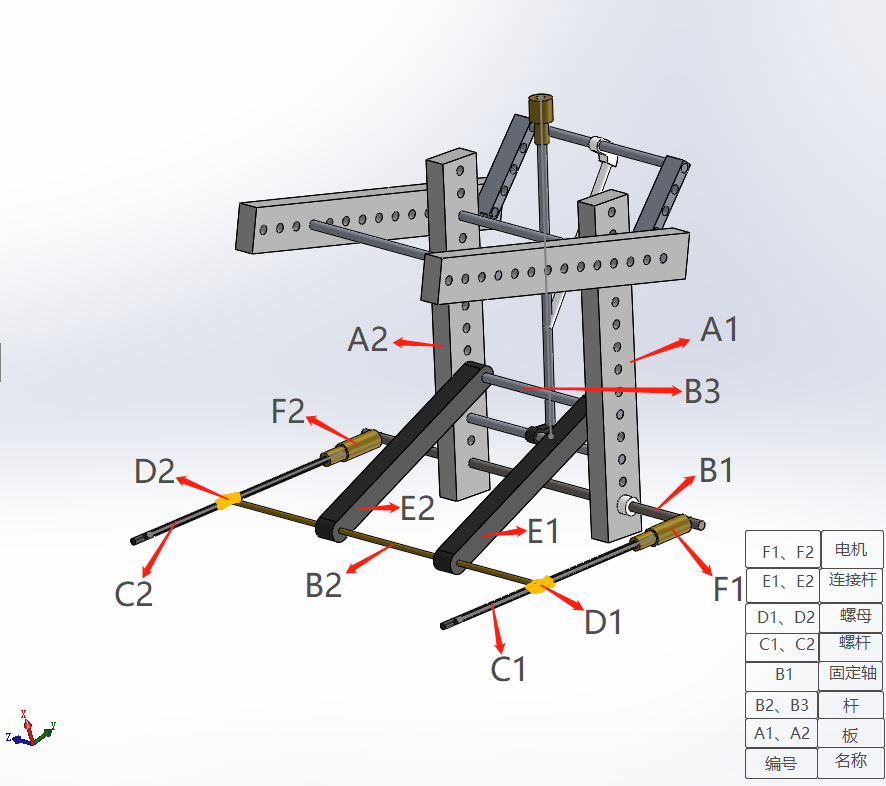 A1
A2
B3
F2
D2
B1
E2
E1
C2
B2
F1
D1
C1
F1、F2 电机
E1、E2 连接杆
D1、D2 螺母
C1、C2 螺杆
B1 固定轴
B2、B3 杆
A1、A2 板
编号 名称
X
Y
Z